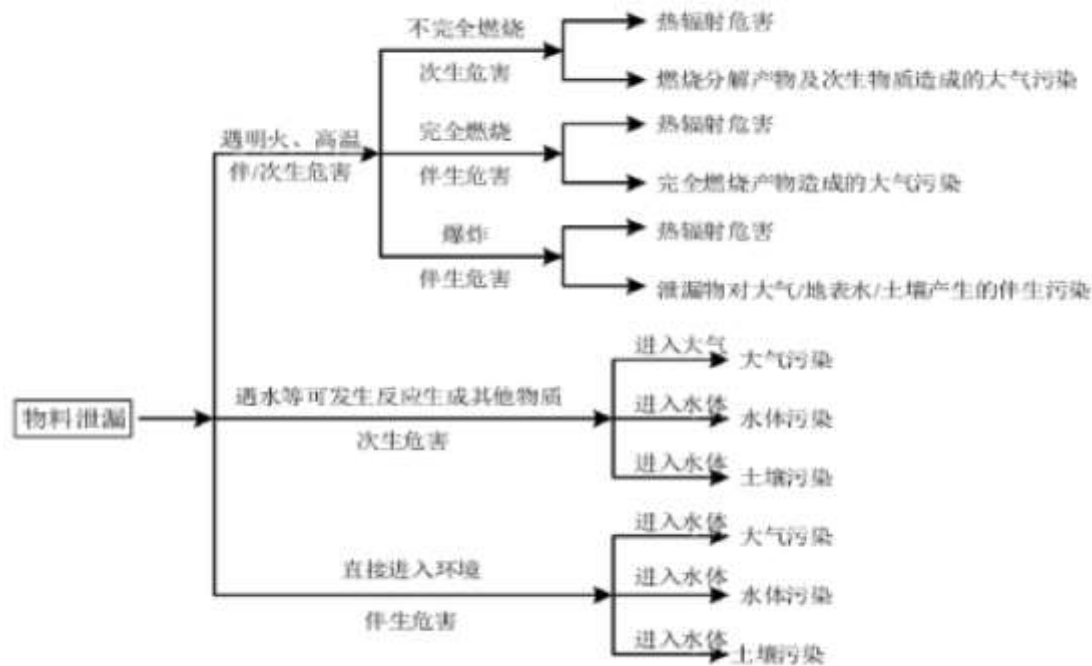 不完全燃烧
次生危害
热辐射危害
燃烧分解产物及次生物质造成的大气污染
遇明火、高温
伴/次生危害
完全燃烧
伴生危害
热辐射危害
完全燃烧产物造成的大气污染
爆炸
伴生危害
热辐射危害
泄漏物对大气/地表水/土壤产生的伴生污染
物料泄漏
遇水等可发生反应生成其他物质
次生危害
进入大气
大气污染
进入水体
水体污染
进入水体
土壤污染
直接进入环境
伴生危害
进入水体
大气污染
进入水体
水体污染
进入水体
土壤污染